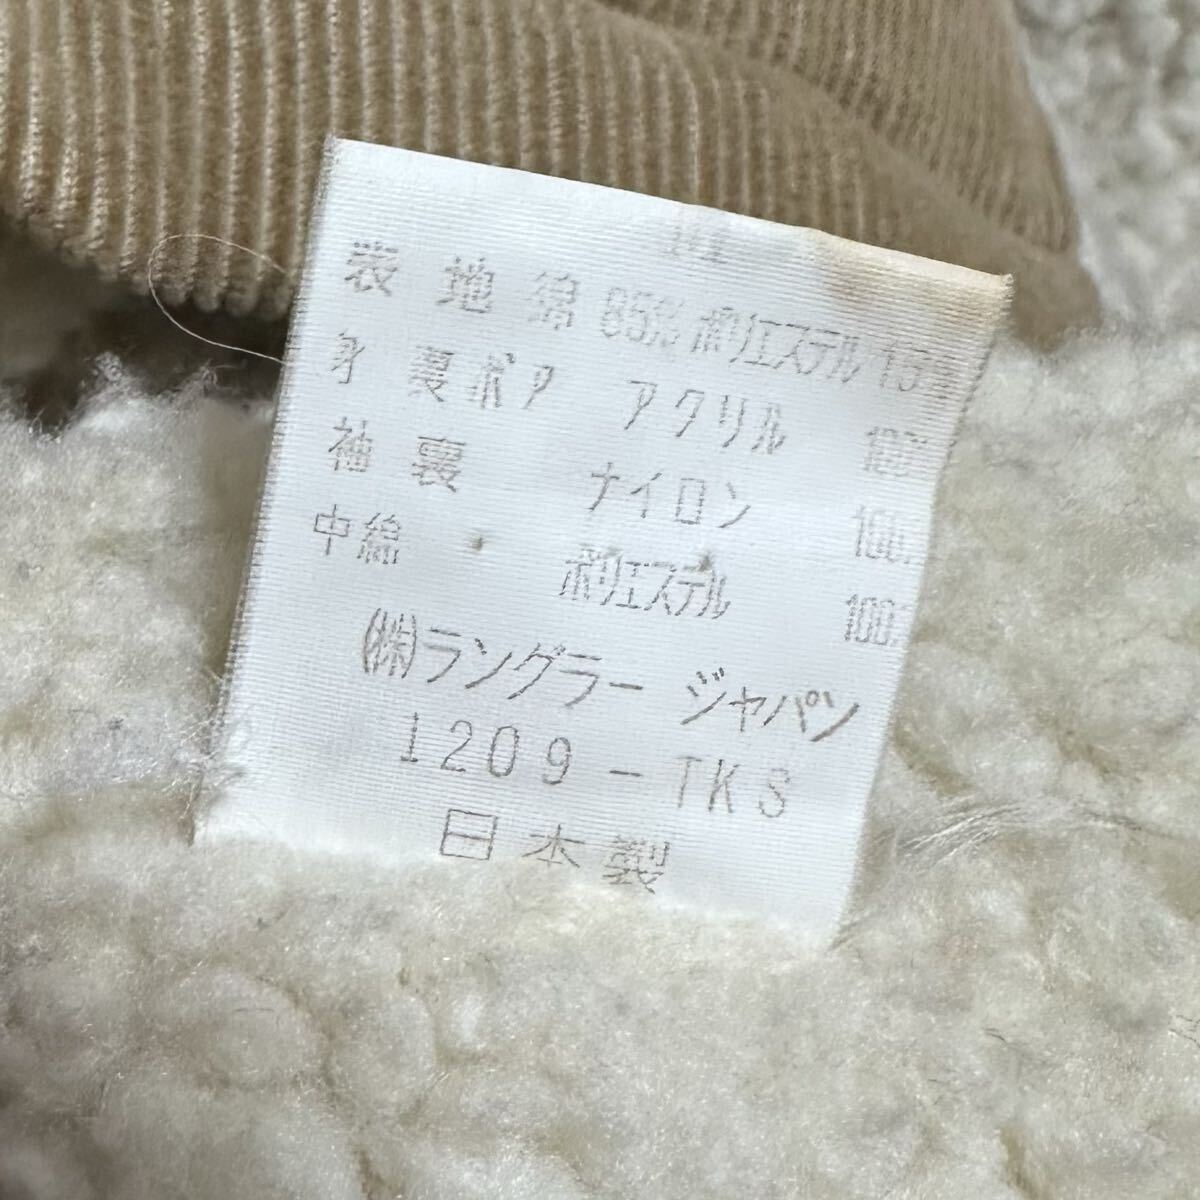 表地 綿 85% ポリエステル 15
身裏ボア アクリル 100%
袖裏 ナイロン 100%
中綿 ポリエステル 100%
㈱ラングラー ジャパン
1209-TKS
日本製